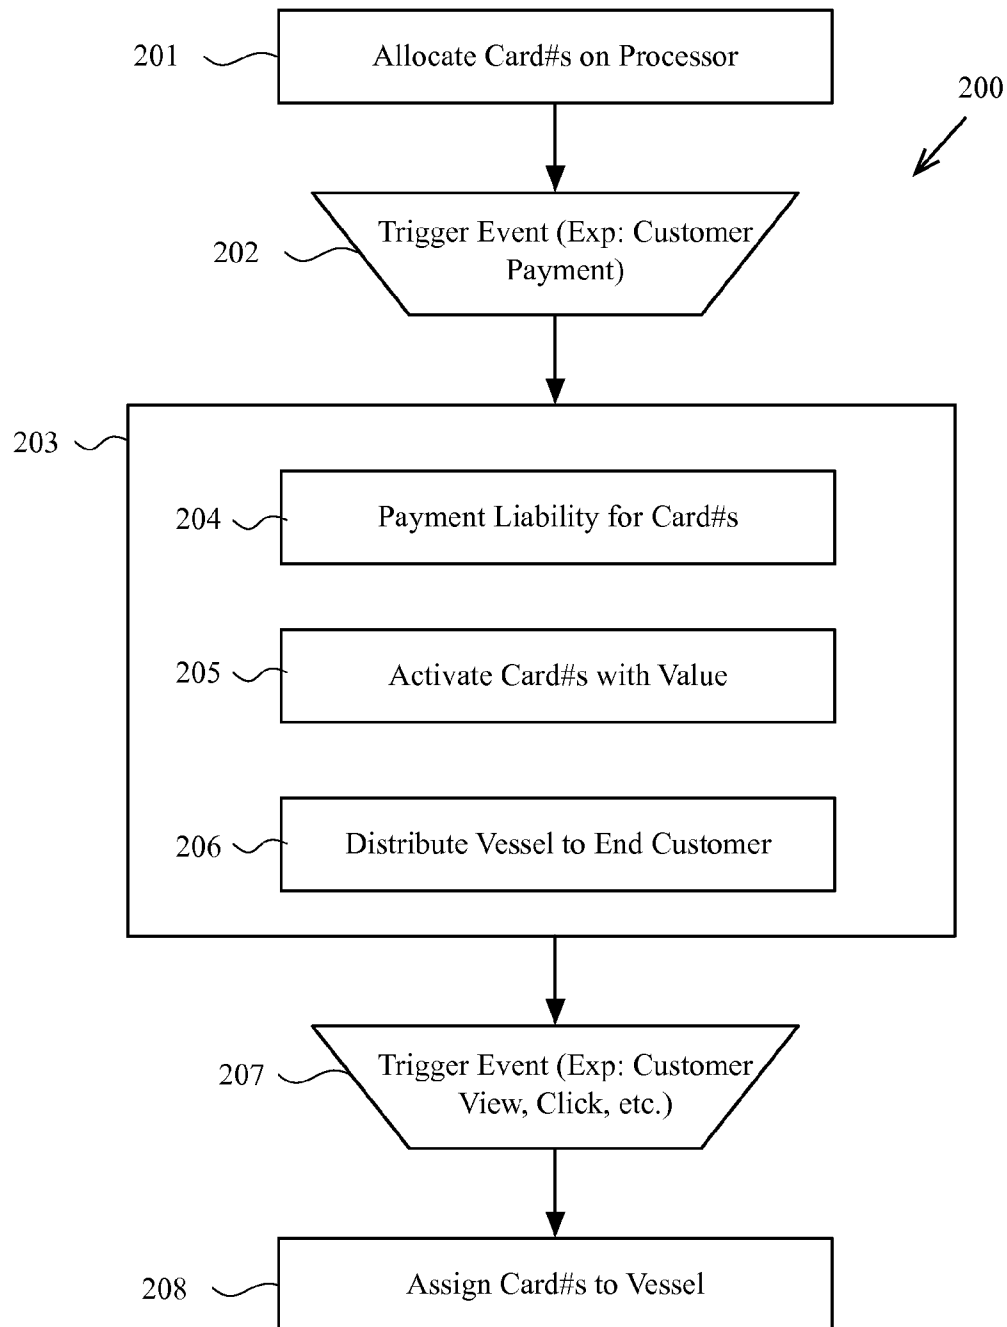 201
Allocate Card#s on Processor
200
202
Trigger Event (Exp: Customer
Payment)
203
204
Payment Liability for Card#s
205
Activate Card#s with Value
206
Distribute Vessel to End Customer
207
Trigger Event (Exp: Customer
View, Click, etc.)
208
Assign Card#s to Vessel